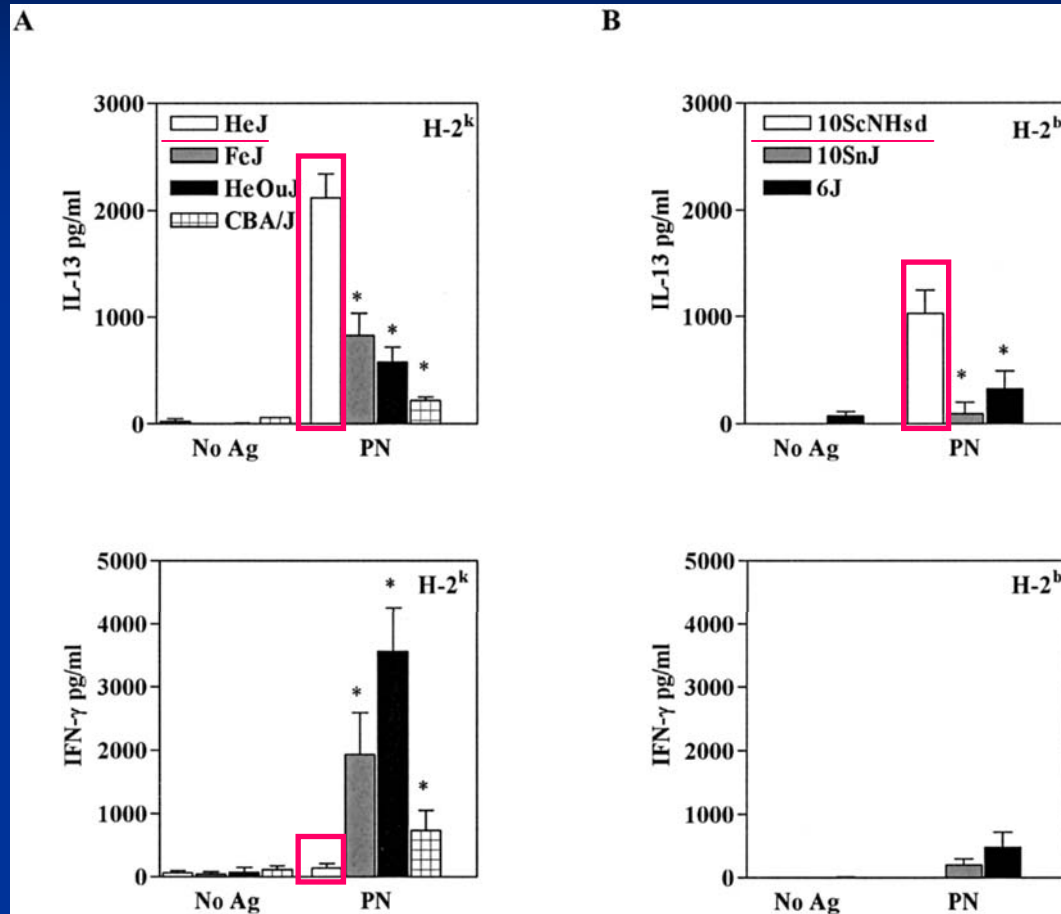 A
3000
HeJ
FeJ
HeOuJ
CBA/J
H-2ᵏ
2000
1000
0
IL-13 pg/ml
*
*
*
No Ag
PN
B
3000
10ScNHsd
10SnJ
6J
H-2ᵇ
2000
1000
0
IL-13 pg/ml
*
*
No Ag
PN
5000
4000
3000
2000
1000
0
H-2ᵏ
IFN-γ pg/ml
*
*
*
No Ag
PN
5000
4000
3000
2000
1000
0
H-2ᵇ
IFN-γ pg/ml
No Ag
PN